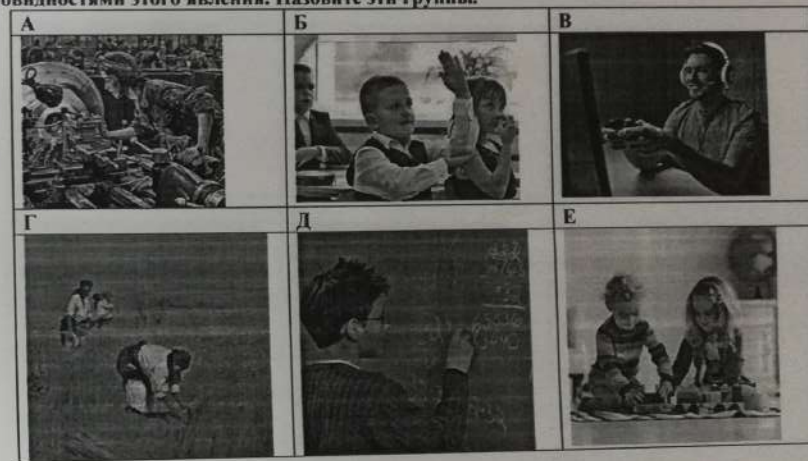 овидностями этого явления. Назовите эти группы.
А Б В
Г Д Е